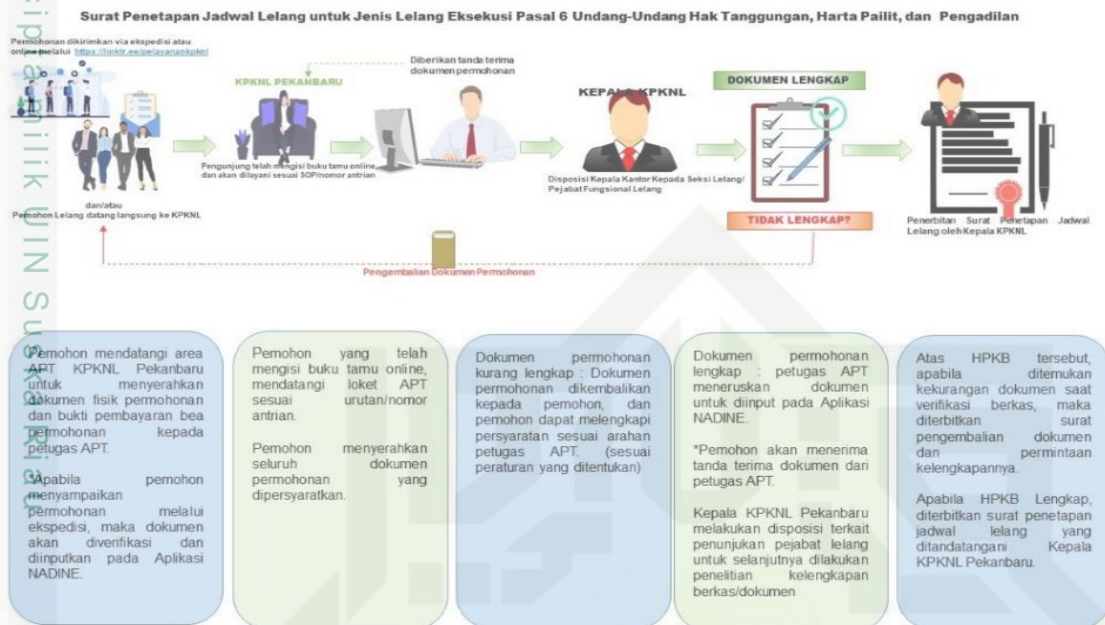 Surat Penetapan Jadwal Lelang untuk Jenis Lelang Eksekusi Pasal 6 Undang-Undang Hak Tanggungan, Harta Pailit, dan Pengadilan
Permohonan dikirimkan via ekspedisi atau
online melalui https://linktr.ee/pelayanankpknl
dan/atau
Pemohon Lelang datang langsung ke KPKNL
KPKNL PEKANBARU
Pengunjung telah mengisi buku tamu online,
dan akan dilayani sesuai SOP/nomor antrian
Diberikan tanda terima
dokumen permohonan
KEPALA KPKNL
Disposisi Kepala Kantor Kepada Seksi Lelang/
Pejabat Fungsional Lelang
DOKUMEN LENGKAP
TIDAK LENGKAP?
Penerbitan Surat Penetapan Jadwal
Lelang oleh Kepala KPKNL
Pengembalian Dokumen Permohonan
Pemohon mendatangi area
APT KPKNL Pekanbaru
untuk menyerahkan
dokumen fisik permohonan
dan bukti pembayaran bea
permohonan kepada
petugas APT.
*Apabila pemohon
menyampaikan
permohonan melalui
ekspedisi, maka dokumen
akan diverifikasi dan
diinputkan pada Aplikasi
NADINE.
Pemohon yang telah
mengisi buku tamu online,
mendatangi loket APT
sesuai urutan/nomor
antrian.
Pemohon menyerahkan
seluruh dokumen
permohonan yang
dipersyaratkan.
Dokumen permohonan
kurang lengkap : Dokumen
permohonan dikembalikan
kepada pemohon, dan
pemohon dapat melengkapi
persyaratan sesuai arahan
petugas APT. (sesuai
peraturan yang ditentukan)
Dokumen permohonan
lengkap : petugas APT
meneruskan dokumen
untuk diinput pada Aplikasi
NADINE.
*Pemohon akan menerima
tanda terima dokumen dari
petugas APT.
Kepala KPKNL Pekanbaru
melakukan disposisi terkait
penunjukan pejabat lelang
untuk selanjutnya dilakukan
penelitian kelengkapan
berkas/dokumen
Atas HPKB tersebut,
apabila ditemukan
kekurangan dokumen saat
verifikasi berkas, maka
diterbitkan surat
pengembalian dokumen
dan permintaan
kelengkapannya.
Apabila HPKB Lengkap,
diterbitkan surat penetapan
jadwal lelang yang
ditandatangani Kepala
KPKNL Pekanbaru.
cipta milik UIN Suska Riau